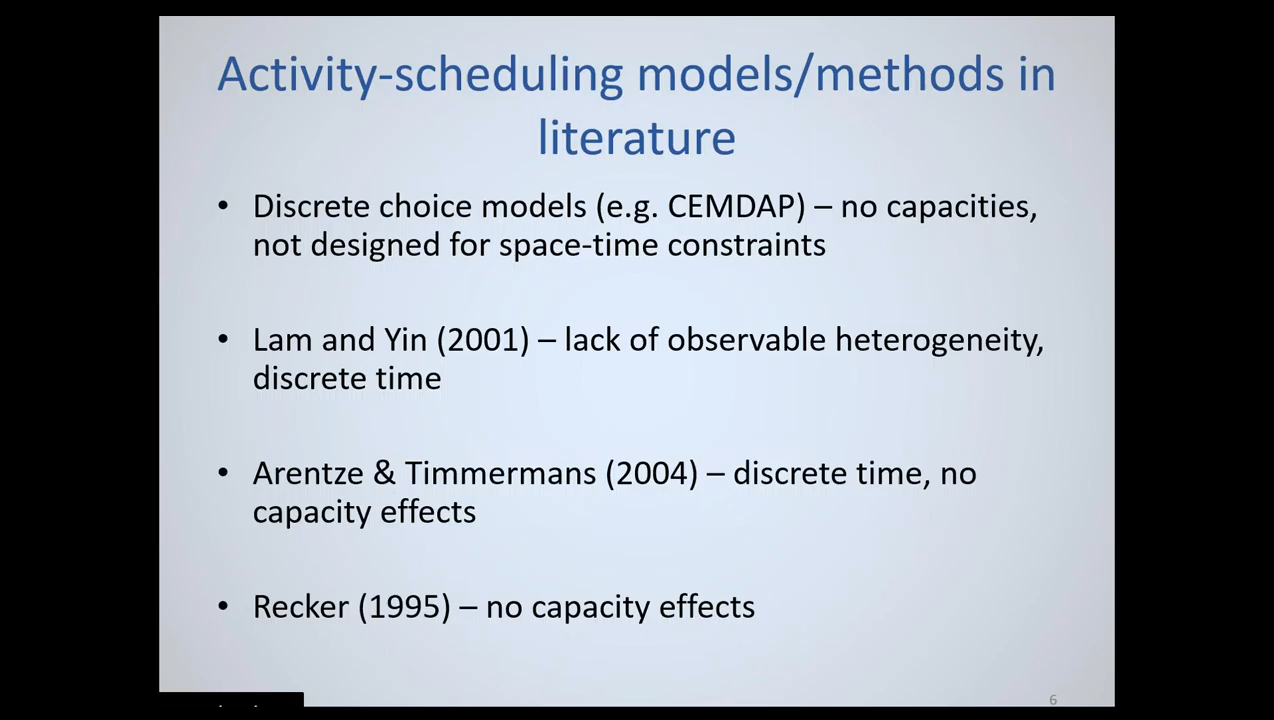 Activity-scheduling models/methods in
literature
• Discrete choice models (e.g. CEMDAP) – no capacities,
not designed for space-time constraints
• Lam and Yin (2001) – lack of observable heterogeneity,
discrete time
• Arentze & Timmermans (2004) – discrete time, no
capacity effects
• Recker (1995) – no capacity effects
6